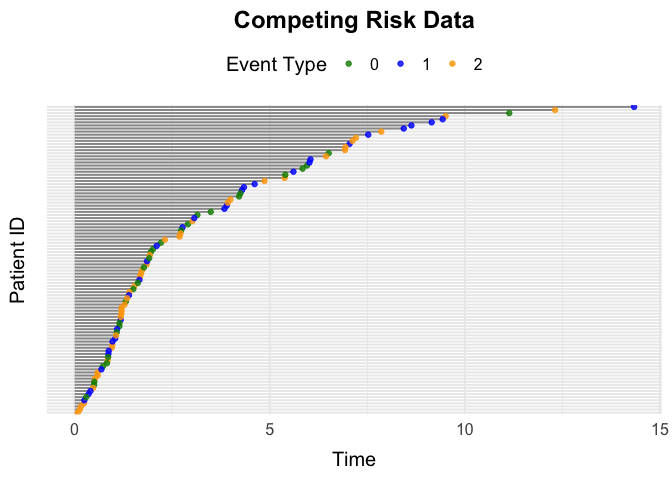 Competing Risk Data
Event Type 0 1 2
Patient ID
0 5 10 15
Time